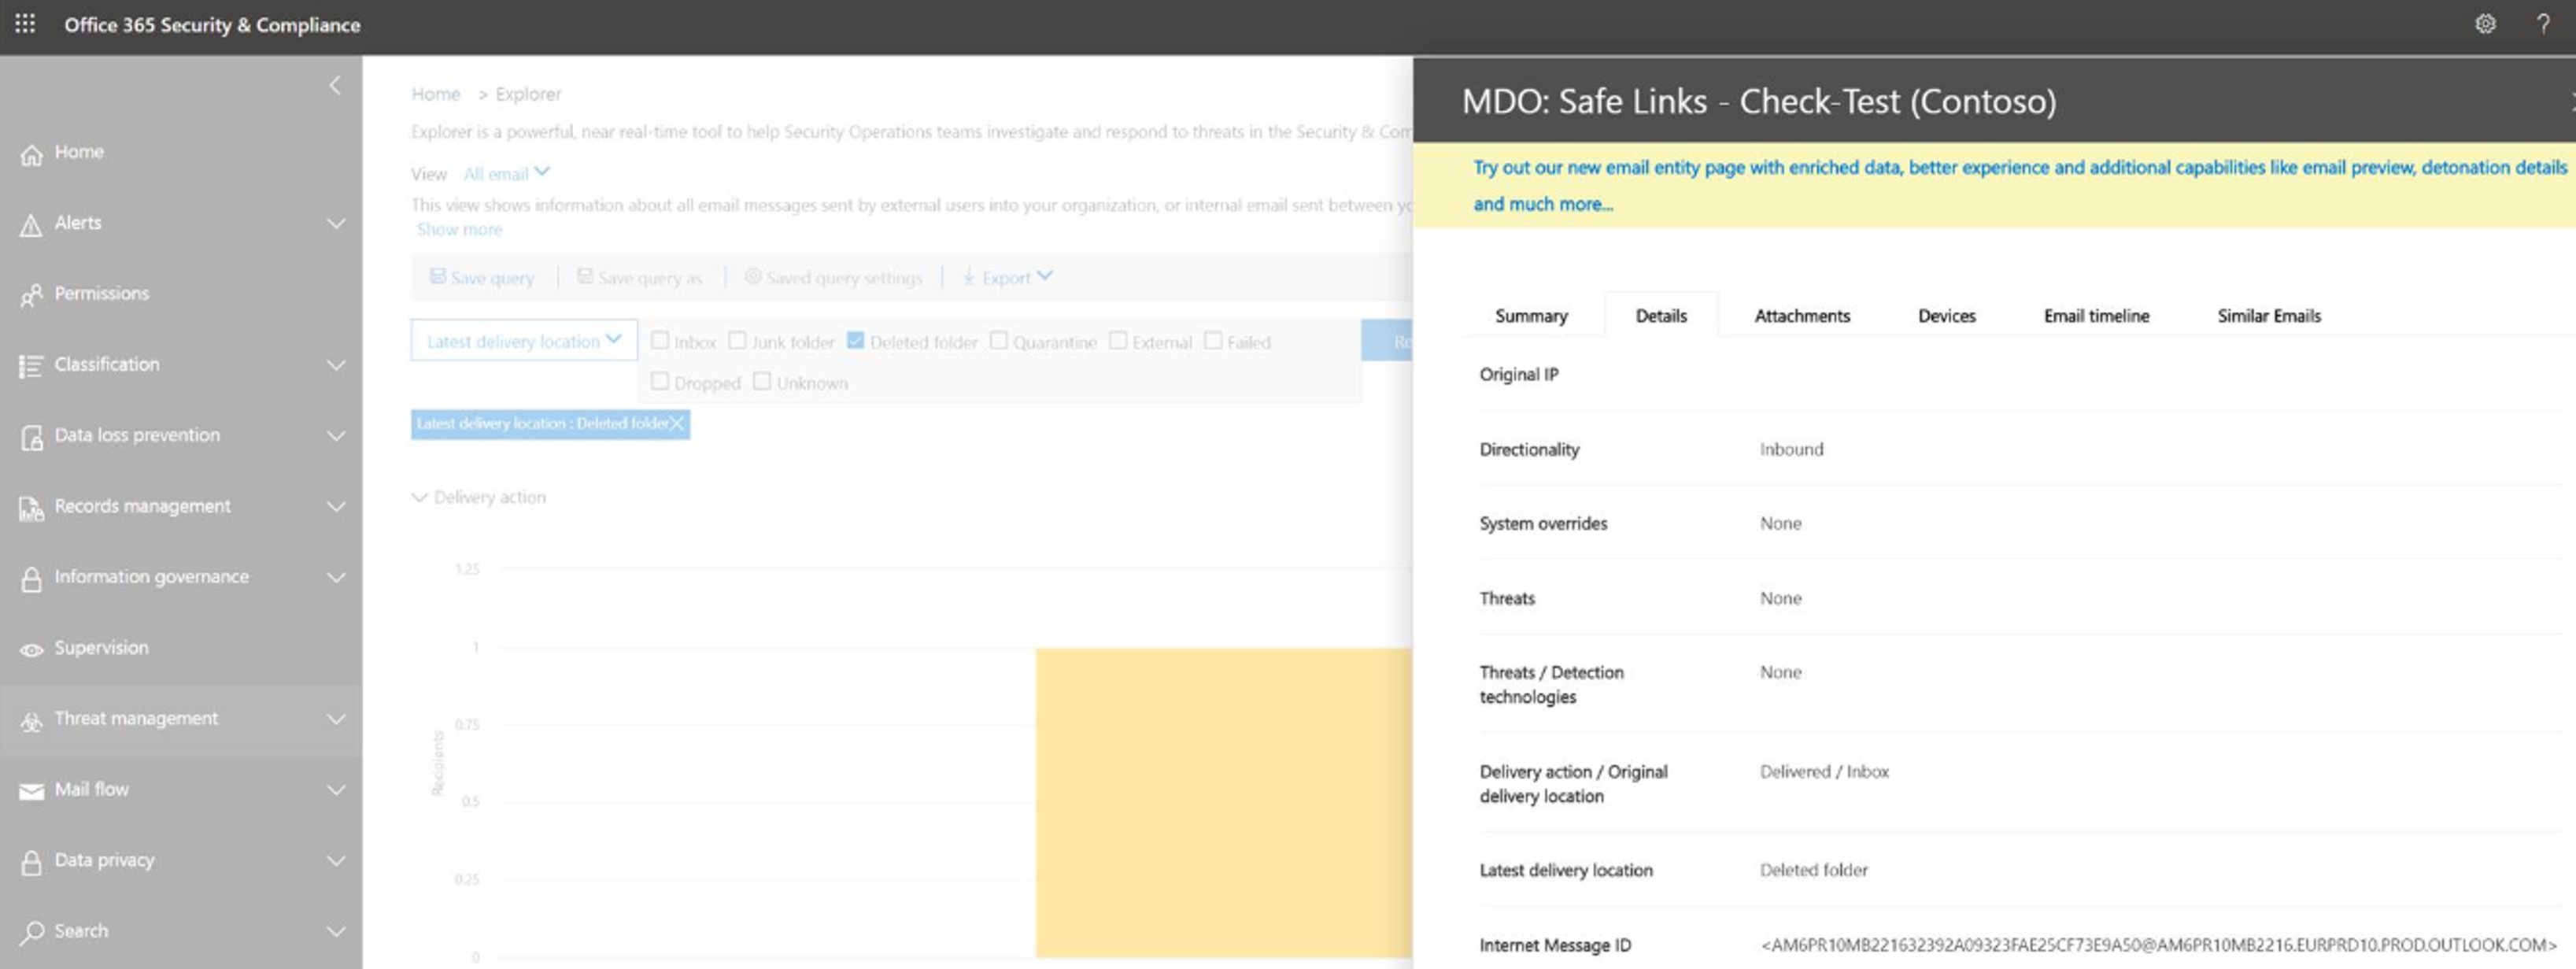 Office 365 Security & Compliance
?
Home
Alerts
Permissions
Classification
Data loss prevention
Records management
Information governance
Supervision
Threat management
Mail flow
Data privacy
Search
Home > Explorer
Explorer is a powerful, near real-time tool to help Security Operations teams investigate and respond to threats in the Security &
View All email
This view shows information about all email messages sent by external users into your organization, or internal email sent between
Show more
Save query
Save query as
Saved query settings
Export
Latest delivery location
Inbox Junk folder Deleted folder Quarantine External Failed
Dropped Unknown
Latest delivery location : Deleted folder
Delivery action
1.25
1
0.75
0.5
0.25
0
Recipients
MDO: Safe Links - Check-Test (Contoso)
Try out our new email entity page with enriched data, better experience and additional capabilities like email preview, detonation details
and much more...
Summary Details Attachments Devices Email timeline Similar Emails
Original IP
Directionality Inbound
System overrides None
Threats None
Threats / Detection None
technologies
Delivery action / Original Delivered / Inbox
delivery location
Latest delivery location Deleted folder
Internet Message ID <AM6PR10MB221632392A09323FAE25CF73E9A50@AM6PR10MB2216.EURPRD10.PROD.OUTLOOK.COM>